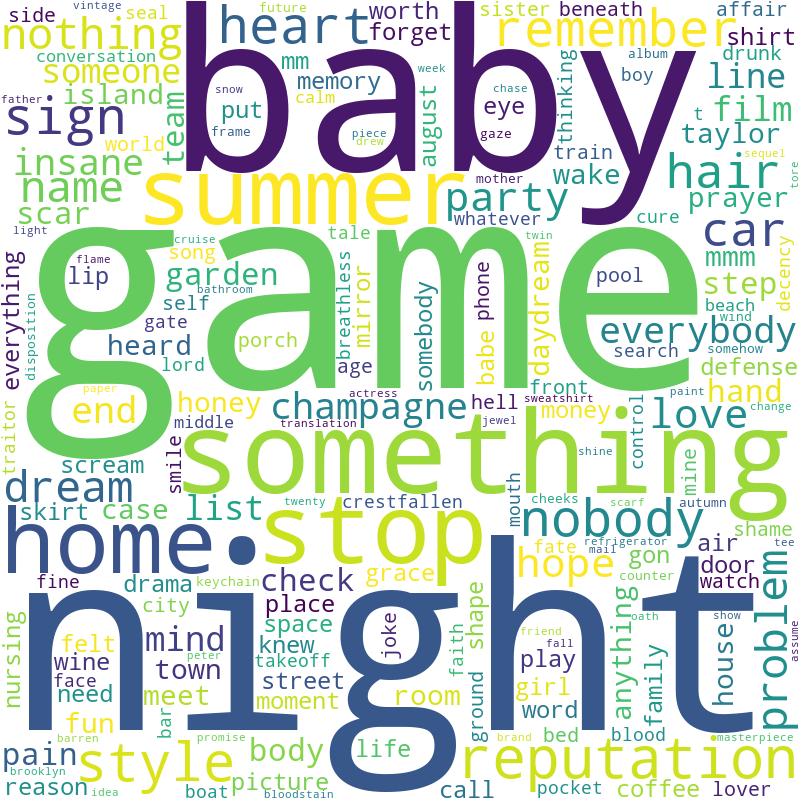 vintage
side
seal
future
sister
beneath
affair
nothing
heart
baby
worth
forget
remember
shirt
conversation
someone
mm
album
drunk
line
island
snow
memory
boy
thinking
father
calm
week
chase
eye
film
sign
team
put
august
t
taylor
world
frame
piece
drew
gaze
train
sequel
insane
summer
mother
wake
hair
tore
name
party
prayer
scar
whatever
cure
car
light
game
tale
twin
mmm
cruise
song
flame
everything
lip
garden
breathless
mirror
somebody
phone
daydream
pool
step
decency
bathroom
self
beach
wind
disposition
gate
porch
babe
everybody
heard
lord
age
search
somehow
defense
paper
actress
front
hand
traitor
end
honey
champagne
hell
sweatshirt
money
control
love
paint
change
middle
translation
jewel
smile
something
shine
mine
scream
dream
case
list
twenty
crestfallen
mouth
cheeks
scarf
autumn
skirt
stop
nobody
shame
home
refrigerator
air
tee
mail
fate
gon
door
fine
drama
keychain
check
grace
hope
counter
watch
problem
night
city
place
shape
anything
nursing
space
joke
faith
oath
show
felt
mind
knew
friend
fall
house
assume
wine
peter
takeoff
play
family
face
town
street
need
meet
moment
room
ground
girl
fun
bar
word
barren
promise
brand
bed
blood
masterpiece
pain
style
body
life
reputation
brooklyn
reason
idea
boat
picture
bloodstain
call
pocket
coffee
lover